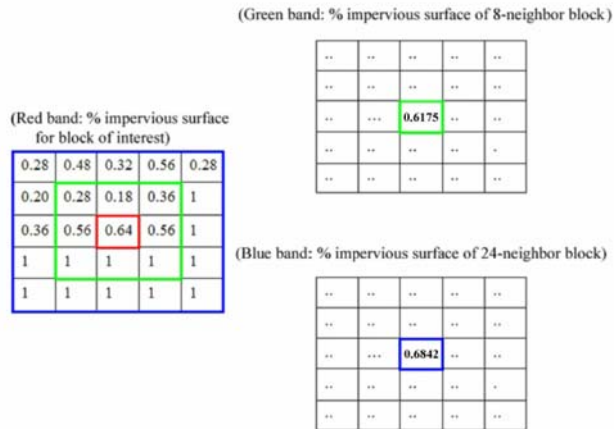 (Green band: % impervious surface of 8-neighbor block)
.. .. .. .. ..
.. .. .. .. ..
.. ... 0.6175 .. ..
.. .. .. .. .
.. .. .. .. ..
(Red band: % impervious surface
for block of interest)
0.28 0.48 0.32 0.56 0.28
0.20 0.28 0.18 0.36 1
0.36 0.56 0.64 0.56 1
1 1 1 1 1
1 1 1 1 1
(Blue band: % impervious surface of 24-neighbor block)
.. .. .. .. ..
.. .. .. .. ..
.. ... 0.6842 .. ..
.. .. .. .. .
.. .. .. .. ..